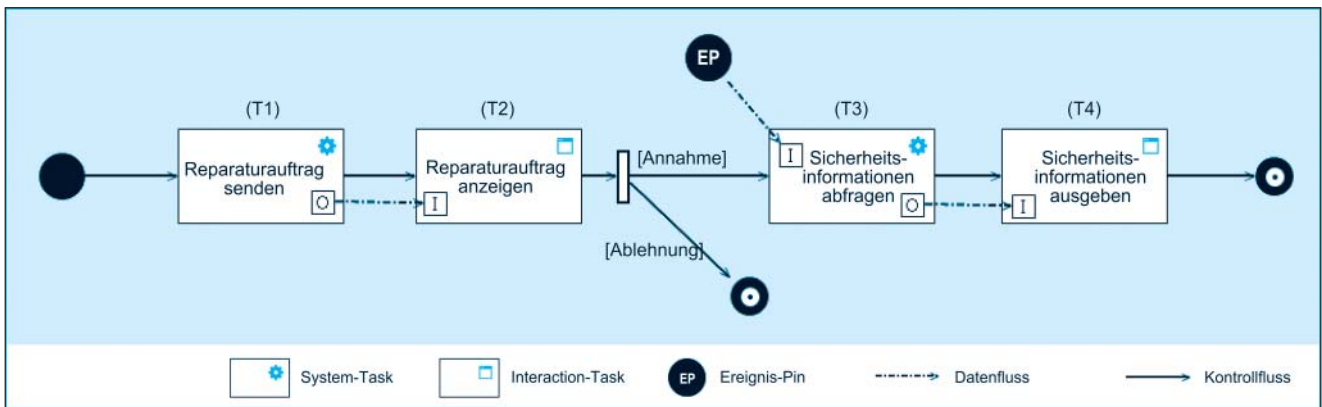 EP
(T1)
(T2)
(T3)
(T4)
Reparaturauftrag
senden
O
Reparaturauftrag
anzeigen
I
[Annahme]
[Ablehnung]
I
Sicherheits-
informationen
abfragen
O
Sicherheits-
informationen
ausgeben
I
System-Task
Interaction-Task
EP
Ereignis-Pin
Datenfluss
Kontrollfluss